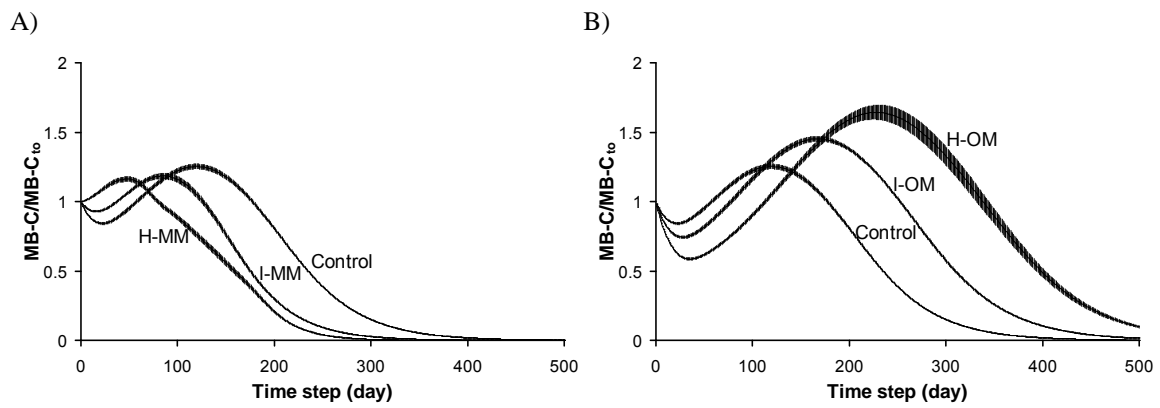 A)
MB-C/MB-Cto
2
1.5
1
0.5
0
H-MM
I-MM
Control
0 100 200 300 400 500
Time step (day)
B)
MB-C/MB-Cto
2
1.5
1
0.5
0
H-OM
I-OM
Control
0 100 200 300 400 500
Time step (day)